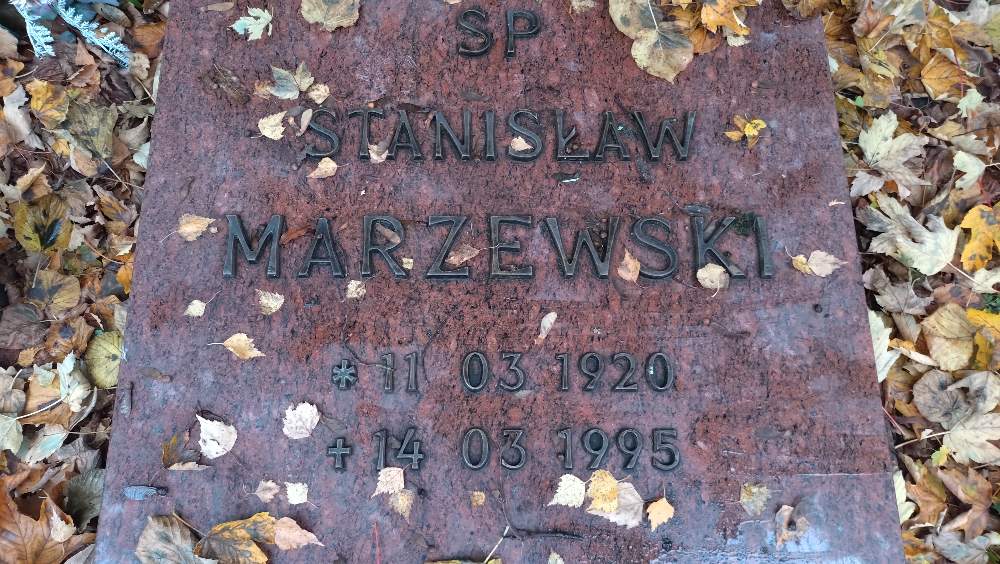 SP
STANISŁAW
MARZEWSKI
* 11 03 1920
+ 14 03 1995